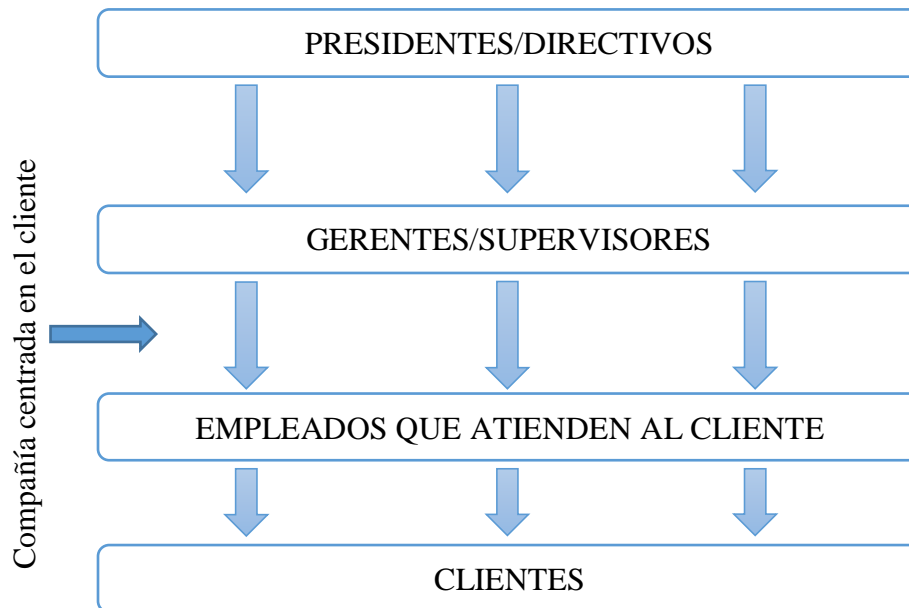 PRESIDENTES/DIRECTIVOS
GERENTES/SUPERVISORES
Compañía centrada en el cliente
EMPLEADOS QUE ATIENDEN AL CLIENTE
CLIENTES